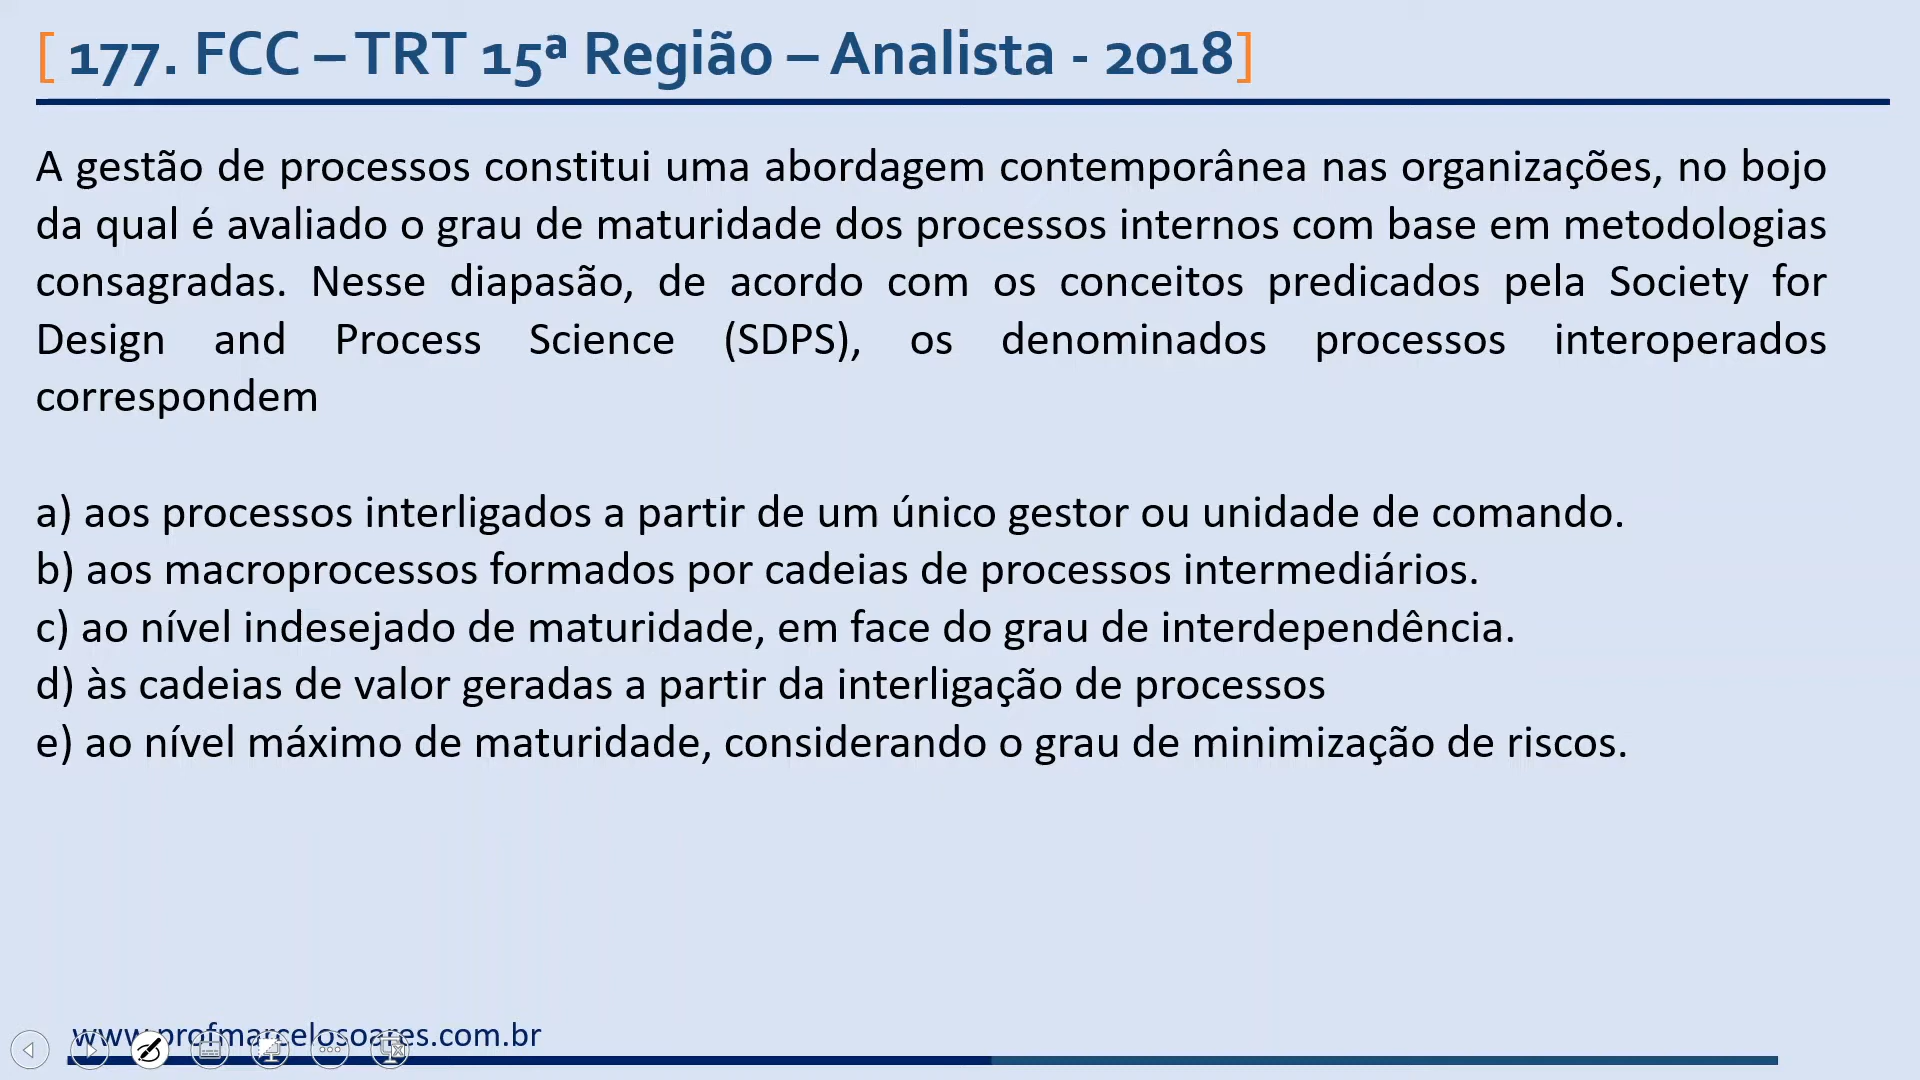 [ 177. FCC – TRT 15ª Região – Analista - 2018]
A gestão de processos constitui uma abordagem contemporânea nas organizações, no bojo
da qual é avaliado o grau de maturidade dos processos internos com base em metodologias
consagradas. Nesse diapasão, de acordo com os conceitos predicados pela Society for
Design and Process Science (SDPS), os denominados processos interoperados
correspondem
a) aos processos interligados a partir de um único gestor ou unidade de comando.
b) aos macroprocessos formados por cadeias de processos intermediários.
c) ao nível indesejado de maturidade, em face do grau de interdependência.
d) às cadeias de valor geradas a partir da interligação de processos
e) ao nível máximo de maturidade, considerando o grau de minimização de riscos.
www.profmarcelosoares.com.br